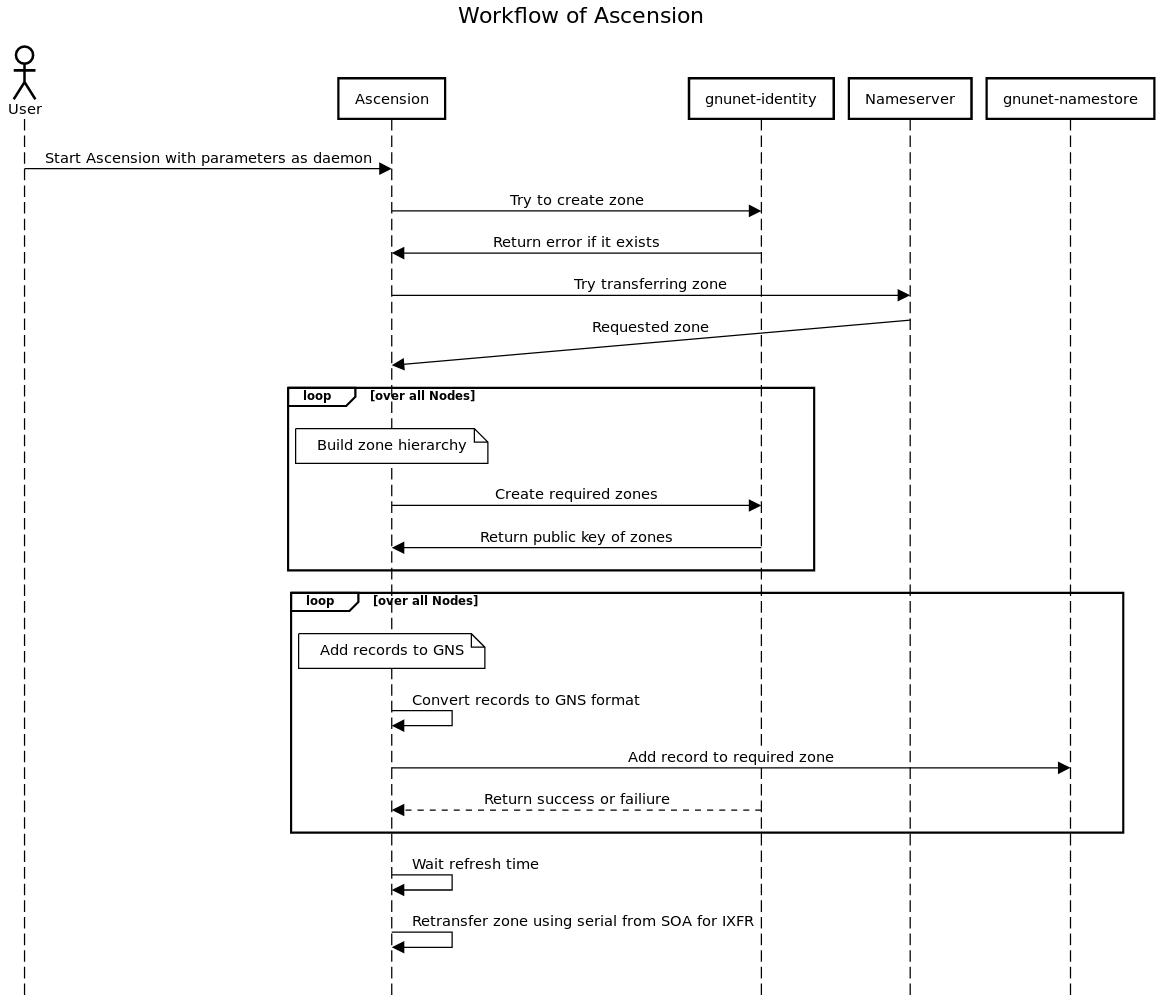 Workflow of Ascension
User
Ascension
gnunet-identity
Nameserver
gnunet-namestore
Start Ascension with parameters as daemon
Try to create zone
Return error if it exists
Try transferring zone
Requested zone
loop [over all Nodes]
Build zone hierarchy
Create required zones
Return public key of zones
loop [over all Nodes]
Add records to GNS
Convert records to GNS format
Add record to required zone
Return success or failiure
Wait refresh time
Retransfer zone using serial from SOA for IXFR